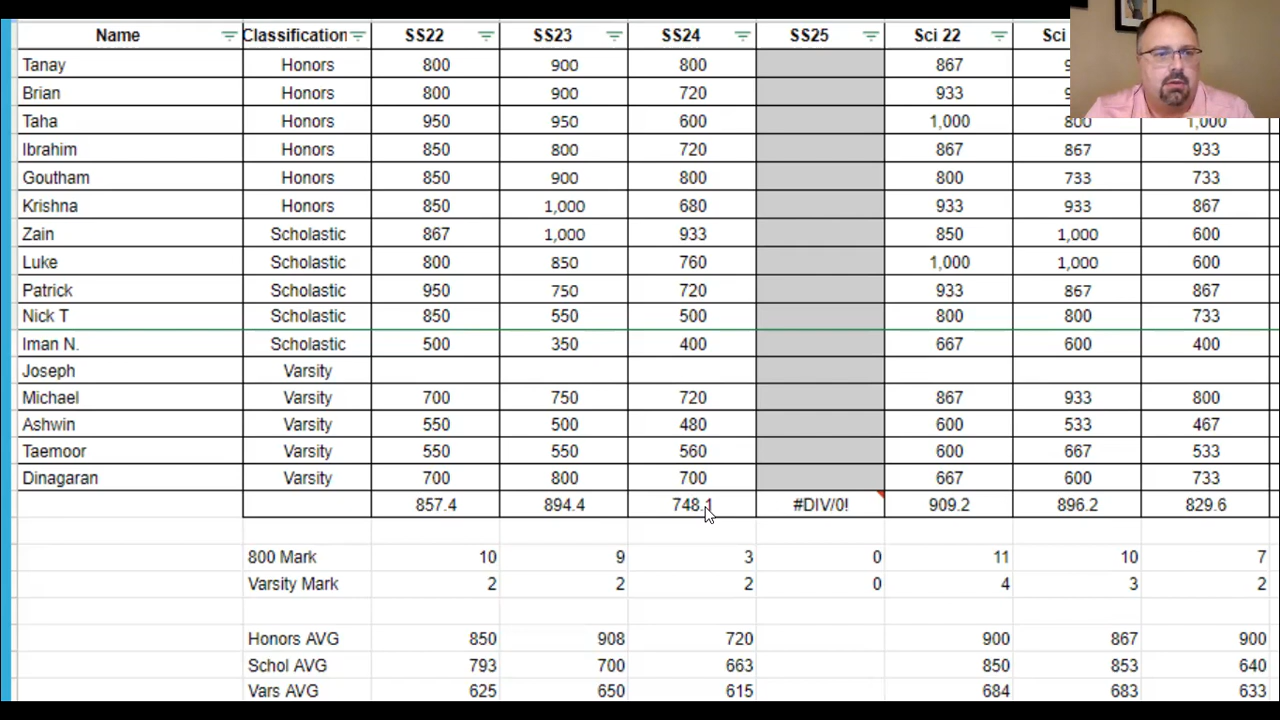 Name Classification SS22 SS23 SS24 SS25 Sci 22 Sci
Tanay Honors 800 900 800 867
Brian Honors 800 900 720 933
Taha Honors 950 950 600 1,000 800 1,000
Ibrahim Honors 850 800 720 867 867 933
Goutham Honors 850 900 800 800 733 733
Krishna Honors 850 1,000 680 933 933 867
Zain Scholastic 867 1,000 933 850 1,000 600
Luke Scholastic 800 850 760 1,000 1,000 600
Patrick Scholastic 950 750 720 933 867 867
Nick T Scholastic 850 550 500 800 800 733
Iman N. Scholastic 500 350 400 667 600 400
Joseph Varsity
Michael Varsity 700 750 720 867 933 800
Ashwin Varsity 550 500 480 600 533 467
Taemoor Varsity 550 550 560 600 667 533
Dinagaran Varsity 700 800 700 667 600 733
857.4 894.4 748.1 #DIV/0! 909.2 896.2 829.6
800 Mark 10 9 3 0 11 10 7
Varsity Mark 2 2 2 0 4 3 2
Honors AVG 850 908 720 900 867 900
Schol AVG 793 700 663 850 853 640
Vars AVG 625 650 615 684 683 633